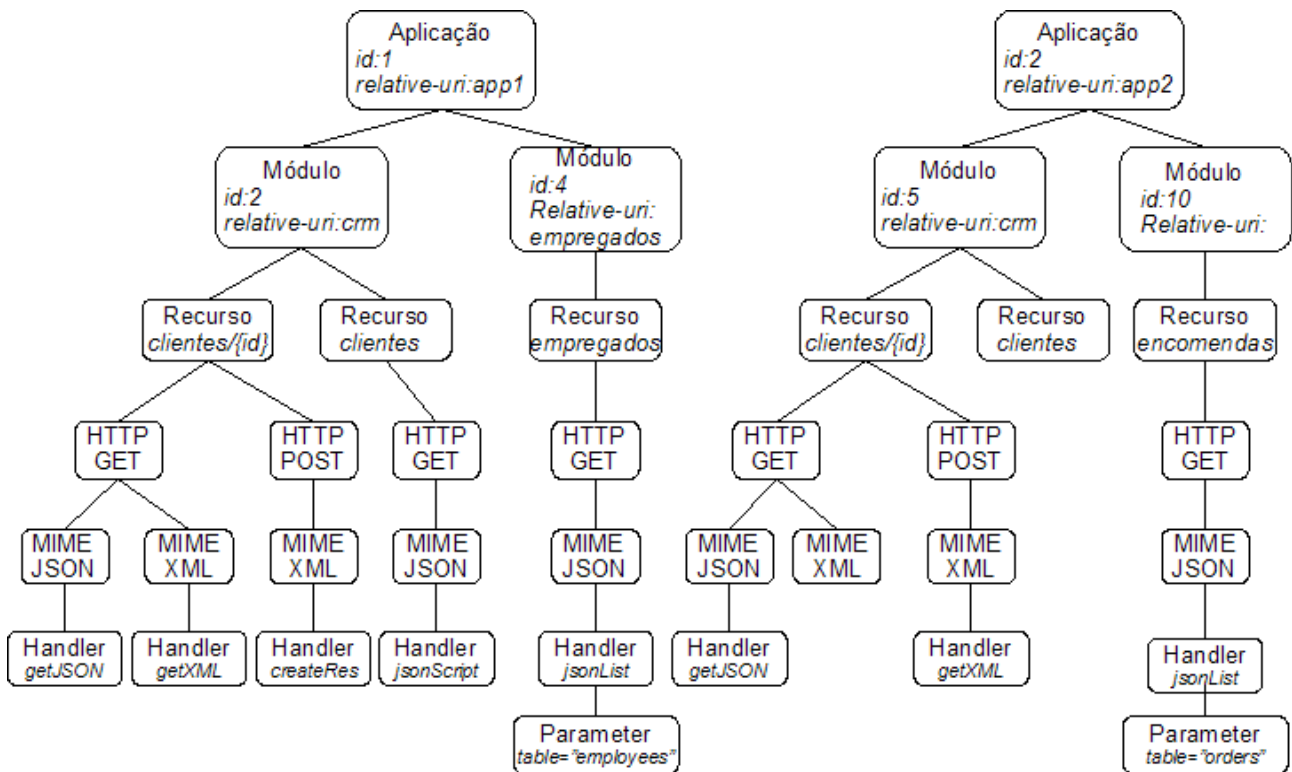 Aplicação
id:1
relative-uri:app1
Aplicação
id:2
relative-uri:app2
Módulo
id:2
relative-uri:crm
Módulo
id:4
Relative-uri:
empregados
Módulo
id:5
relative-uri:crm
Módulo
id:10
Relative-uri:
Recurso
clientes/{id}
Recurso
clientes
Recurso
empregados
Recurso
clientes/{id}
Recurso
clientes
Recurso
encomendas
HTTP
GET
HTTP
POST
HTTP
GET
HTTP
GET
HTTP
GET
HTTP
POST
HTTP
GET
MIME
JSON
MIME
XML
MIME
XML
MIME
JSON
MIME
JSON
MIME
JSON
MIME
XML
MIME
XML
MIME
JSON
Handler
getJSON
Handler
getXML
Handler
createRes
Handler
jsonScript
Handler
jsonList
Handler
getJSON
Handler
getXML
Handler
jsonList
Parameter
table="employees"
Parameter
table="orders"